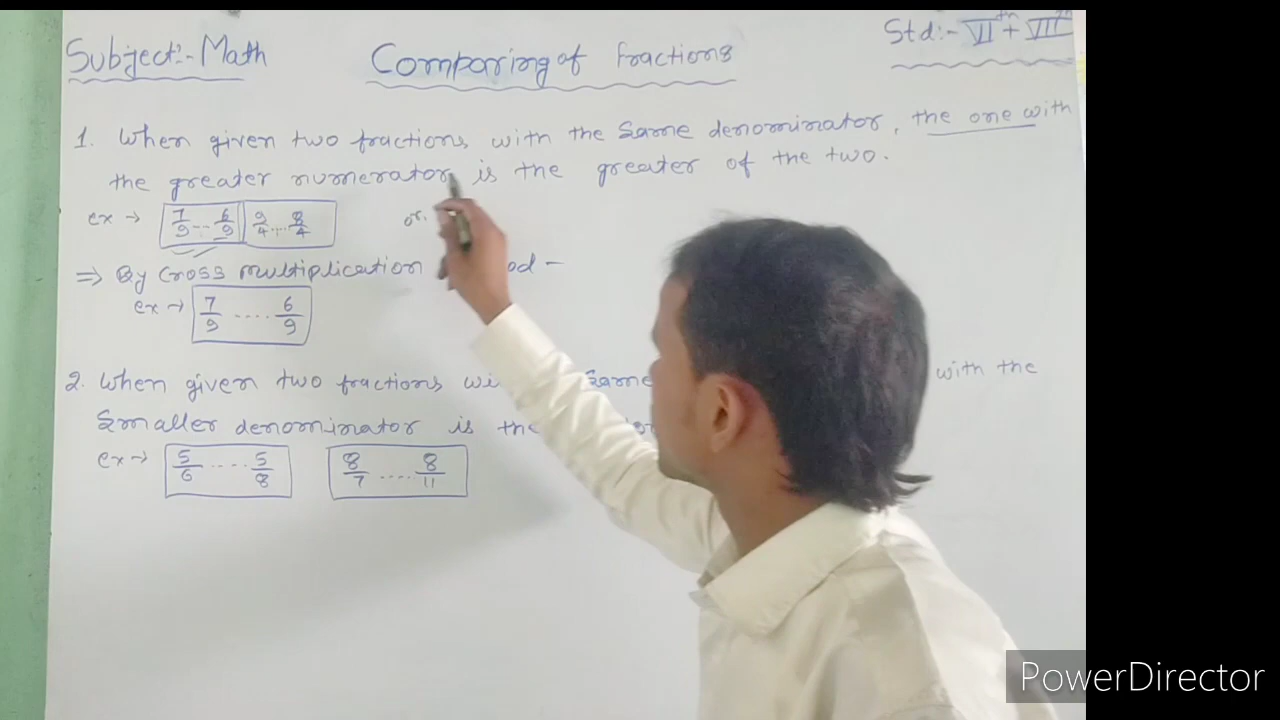 Subject:- Math Comparing of fractions Std:- VIIth + VIIIth
1. When given two fractions with the same denominator, the one with
the greater numerator is the greater of the two.
ex → 7/9 ... 6/9 9/4 .... 8/4 or.
⇒ By Cross multiplication od -
ex → 7/9 .... 6/9
2. When given two fractions wi same with the
smaller denominator is the
ex → 5/6 .... 5/8 8/7 .... 8/11
PowerDirector